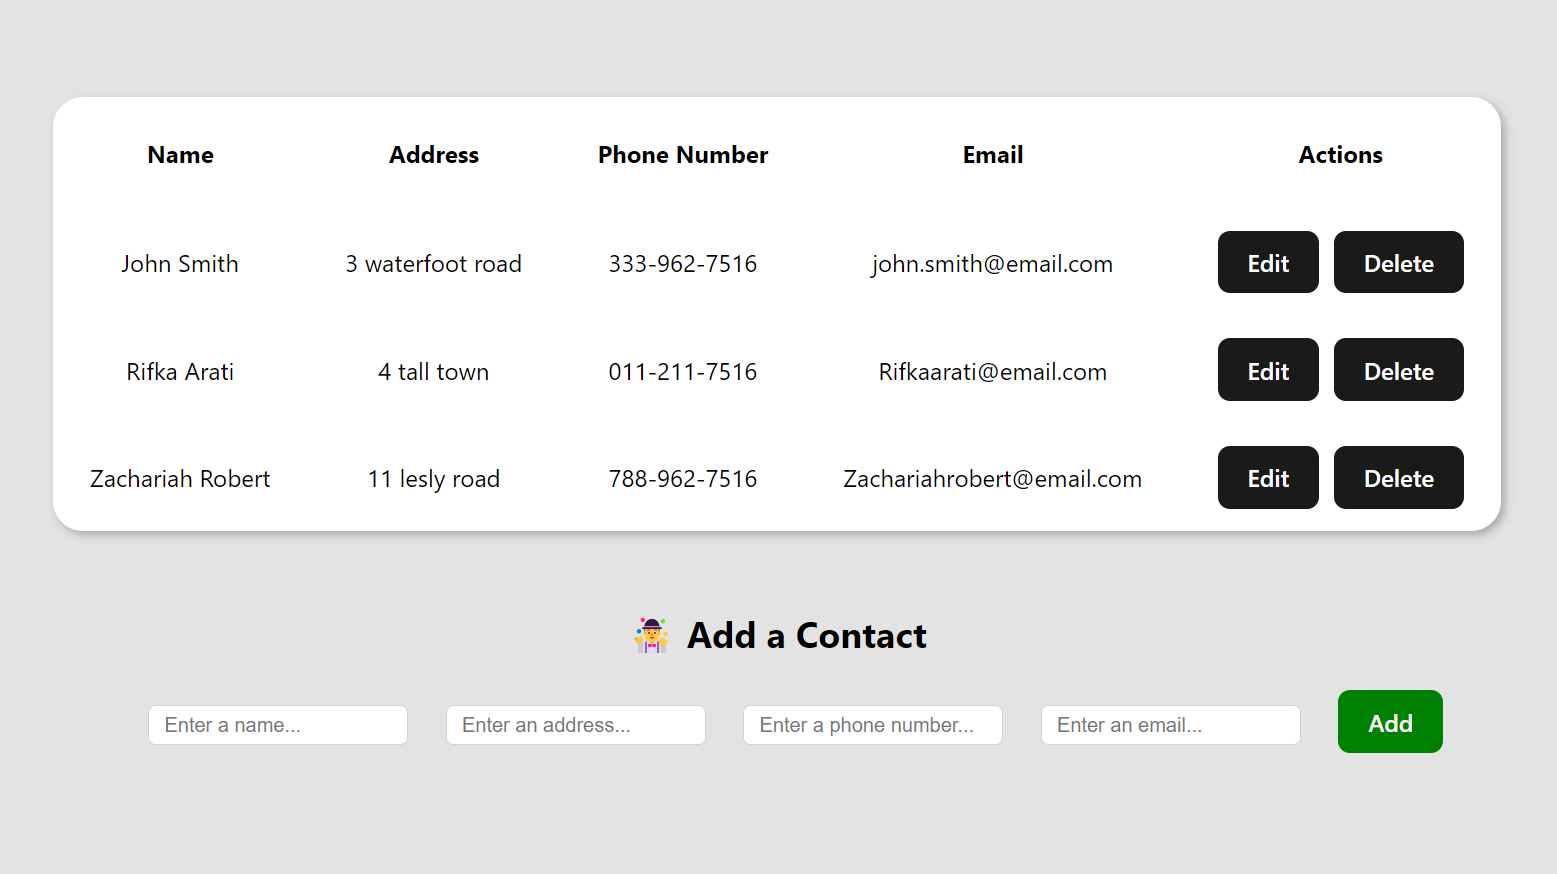 Name Address Phone Number Email Actions
John Smith 3 waterfoot road 333-962-7516 john.smith@email.com Edit Delete
Rifka Arati 4 tall town 011-211-7516 Rifkaarati@email.com Edit Delete
Zachariah Robert 11 lesly road 788-962-7516 Zachariahrobert@email.com Edit Delete
Add a Contact
Enter a name... Enter an address... Enter a phone number... Enter an email... Add